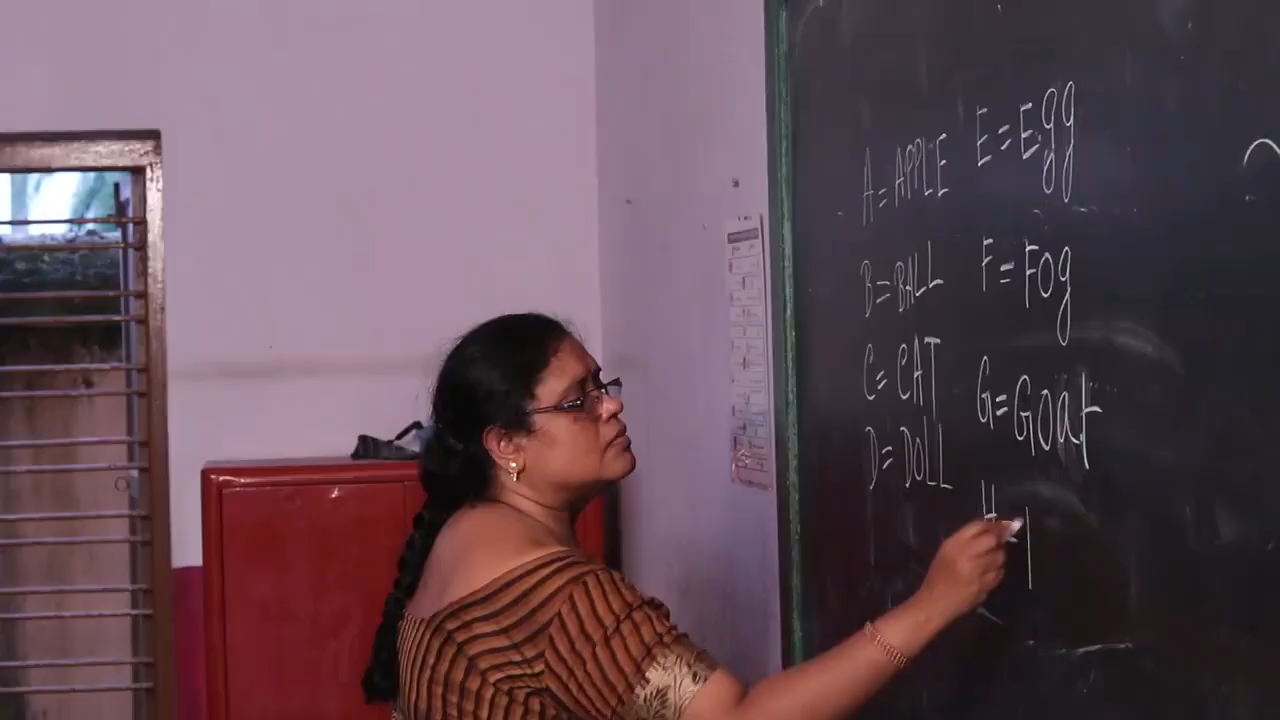 A = APPLE
B = BALL
C = CAT
D = DOLL
E = Egg
F = Fog
G = Goat
H